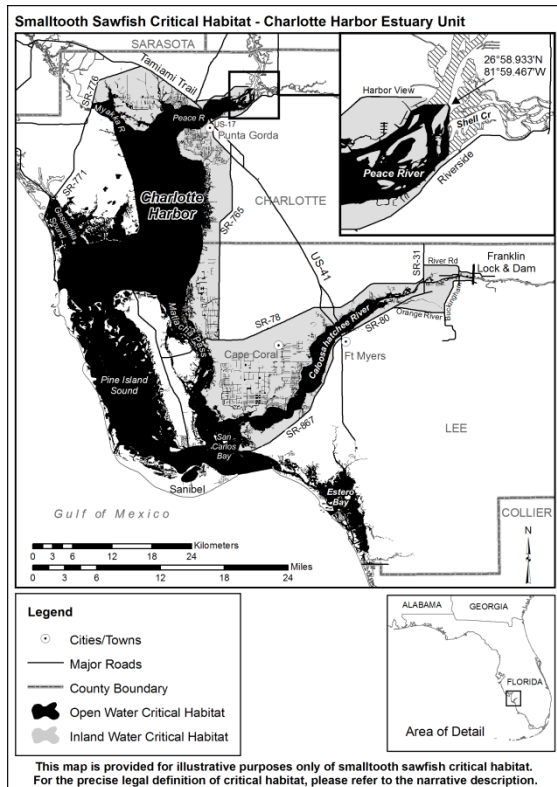 Smalltooth Sawfish Critical Habitat - Charlotte Harbor Estuary Unit
SARASOTA
Tamiami Trail
SR-776
Myakka R
Peace R
US-17
Punta Gorda
26°58.933'N
81°59.467'W
Harbor View
Shell Cr
Peace River
Riverside
SR-771
Gasparilla
Sound
Charlotte
Harbor
SR-765
CHARLOTTE
US-41
SR-31
River Rd
Franklin
Lock & Dam
Buckingham
Orange River
SR-78
SR-80
Caloosahatchee River
Matlacha Pass
Cape Coral
Ft Myers
Pine Island
Sound
SR-867
San
Carlos
Bay
LEE
Sanibel
Estero
Bay
Gulf of Mexico
COLLIER
Kilometers
0 3 6 12 18 24
Miles
0 3 6 12 18 24
N
Legend
Cities/Towns
Major Roads
County Boundary
Open Water Critical Habitat
Inland Water Critical Habitat
ALABAMA
GEORGIA
FLORIDA
Area of Detail
This map is provided for illustrative purposes only of smalltooth sawfish critical habitat.
For the precise legal definition of critical habitat, please refer to the narrative description.